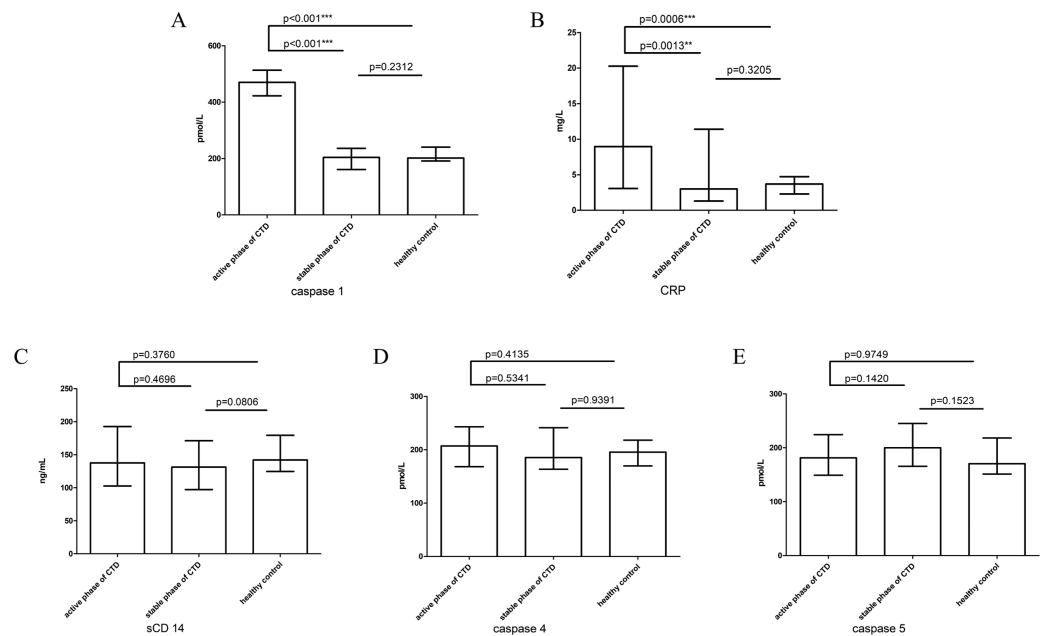 A
p<0.001***
p<0.001***
p=0.2312
600
400
200
0
pmol/L
active phase of CTD
stable phase of CTD
healthy control
caspase 1
B
p=0.0006***
p=0.0013**
p=0.3205
25
20
15
10
5
0
mg/L
active phase of CTD
stable phase of CTD
healthy control
CRP
C
p=0.3760
p=0.4696
p=0.0806
250
200
150
100
50
0
ng/mL
active phase of CTD
stable phase of CTD
healthy control
sCD 14
D
p=0.4135
p=0.5341
p=0.9391
300
200
100
0
pmol/L
active phase of CTD
stable phase of CTD
healthy control
caspase 4
E
p=0.9749
p=0.1420
p=0.1523
300
200
100
0
pmol/L
active phase of CTD
stable phase of CTD
healthy control
caspase 5